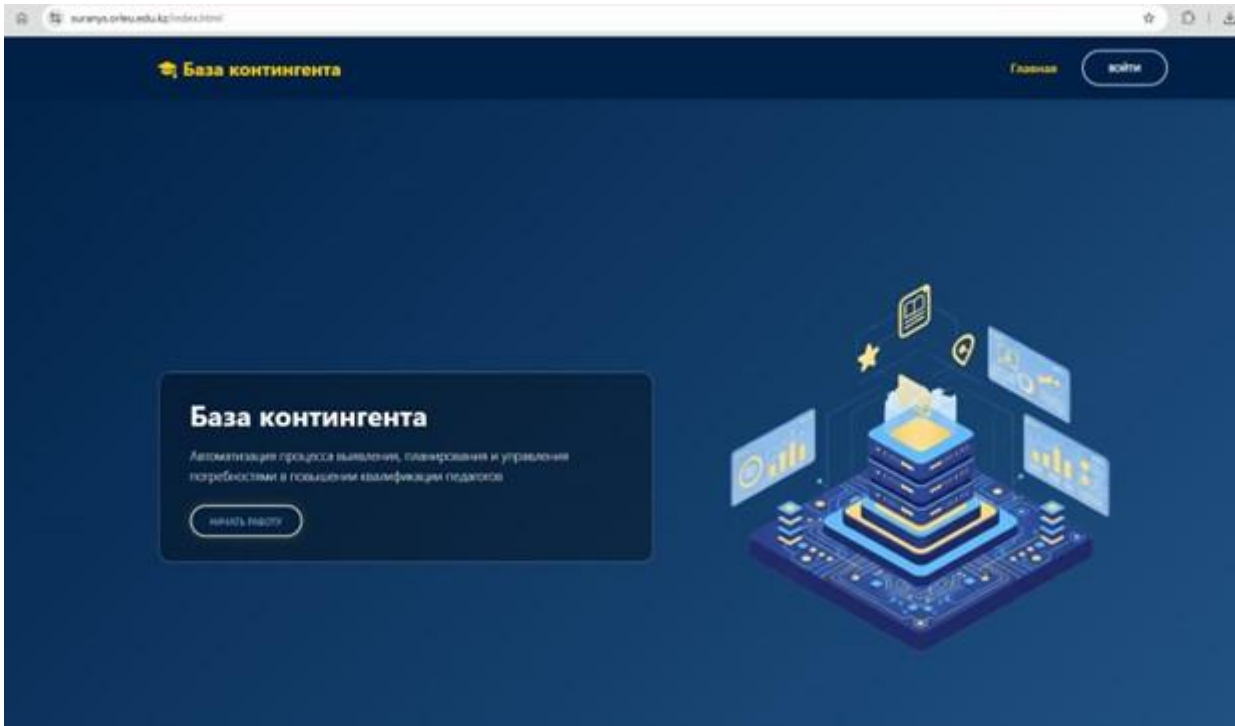 suranys.orleu.edu.kz/index.html
База контингента
Главная
ВОЙТИ
База контингента
Автоматизация процесса выявления, планирования и управления
потребностями в повышении квалификации педагогов
НАЧАТЬ РАБОТУ